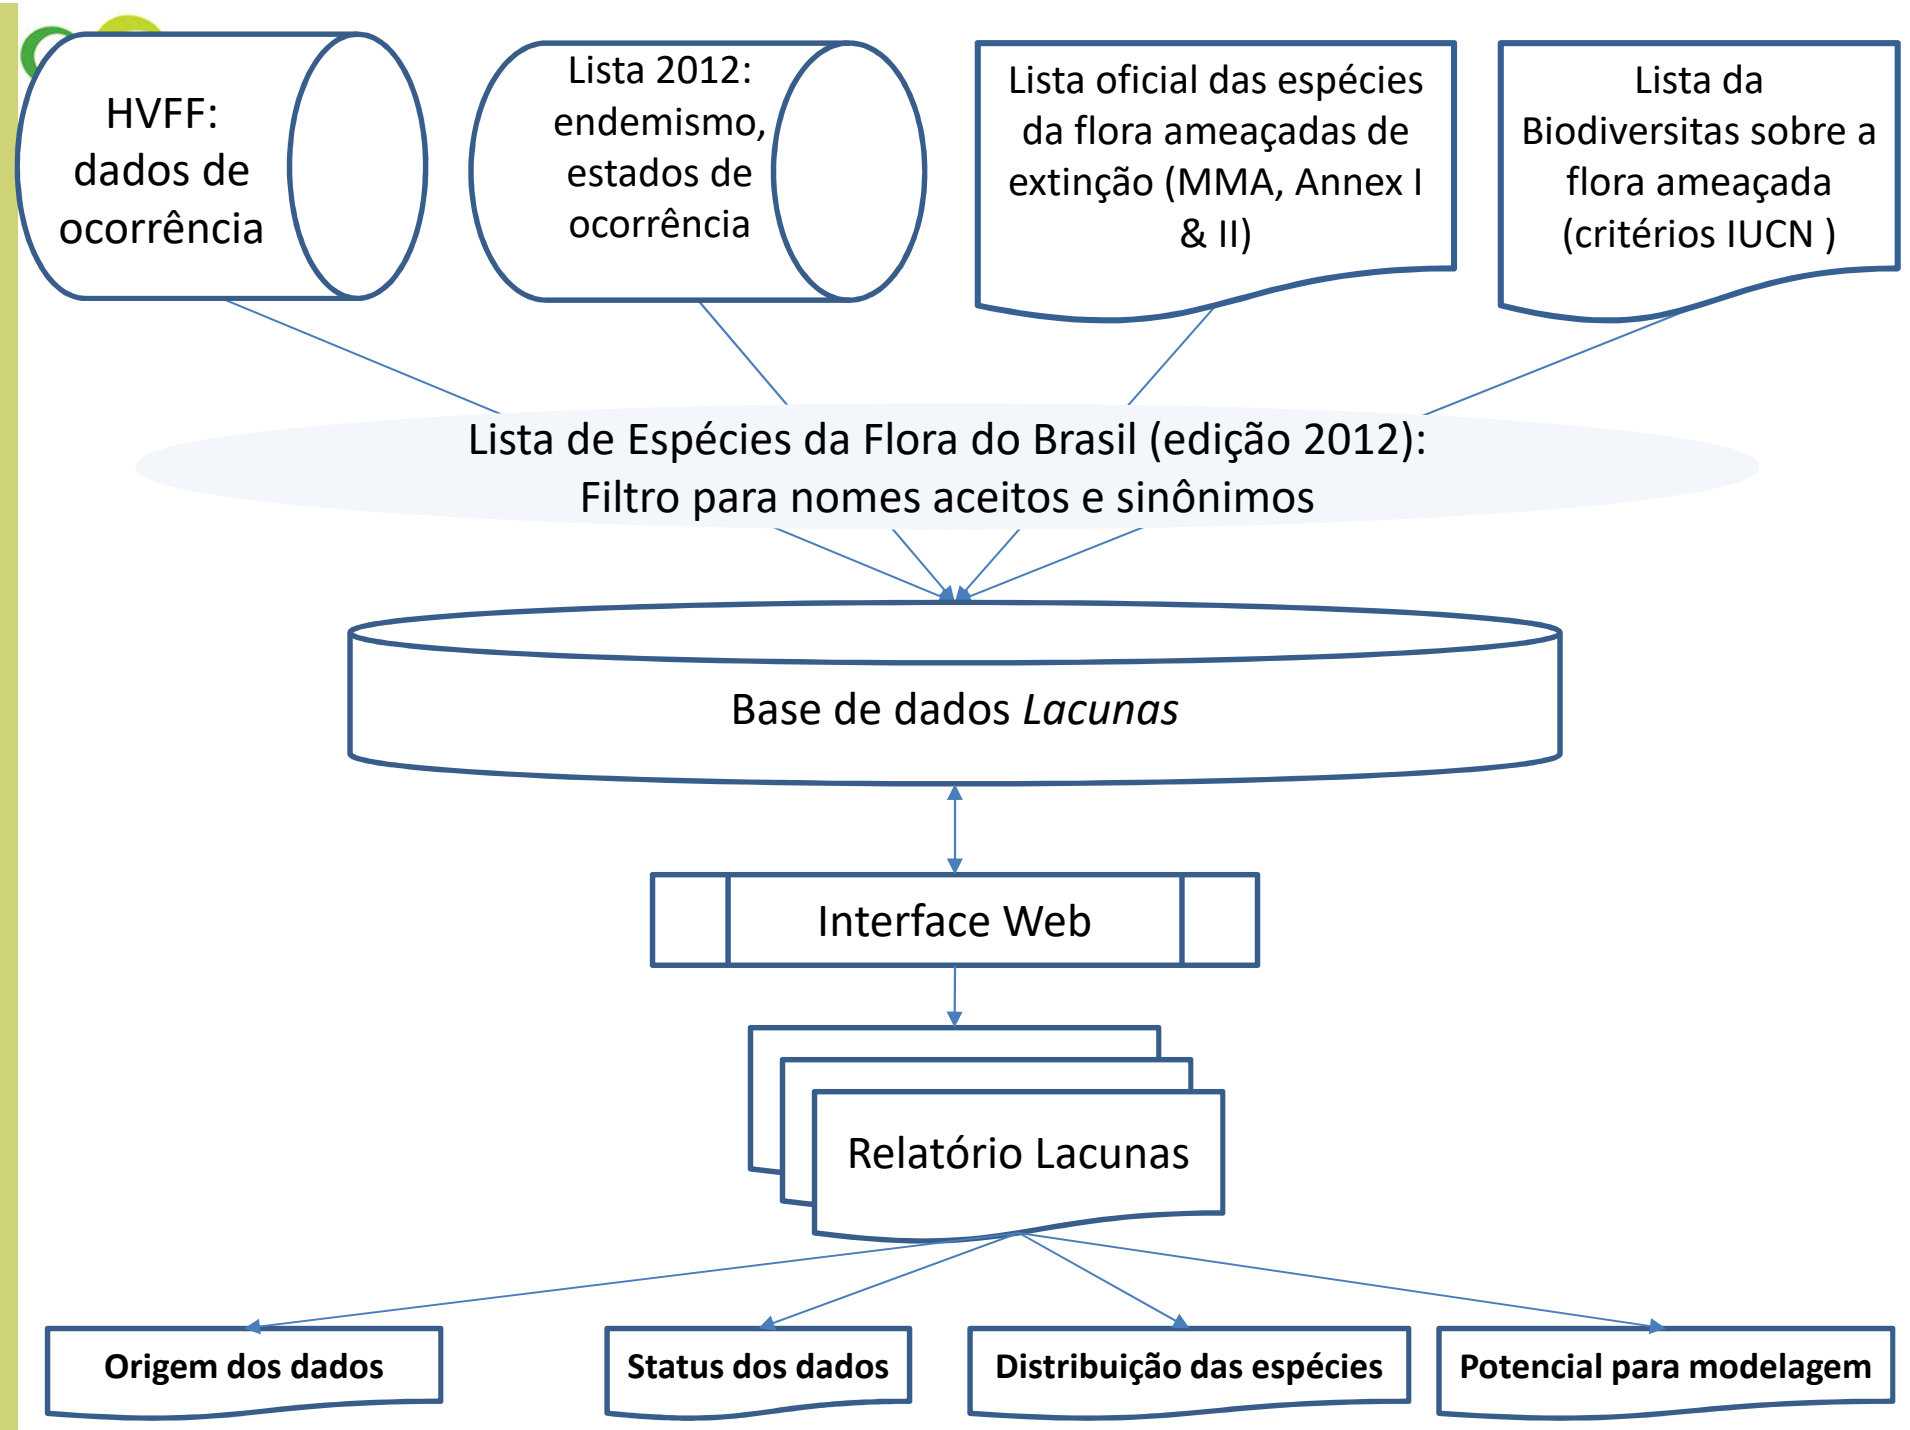 HVFF:
dados de
ocorrência
Lista 2012:
endemismo,
estados de
ocorrência
Lista oficial das espécies
da flora ameaçadas de
extinção (MMA, Annex I
& II)
Lista da
Biodiversitas sobre a
flora ameaçada
(critérios IUCN )
Lista de Espécies da Flora do Brasil (edição 2012):
Filtro para nomes aceitos e sinônimos
Base de dados Lacunas
Interface Web
Relatório Lacunas
Origem dos dados
Status dos dados
Distribuição das espécies
Potencial para modelagem